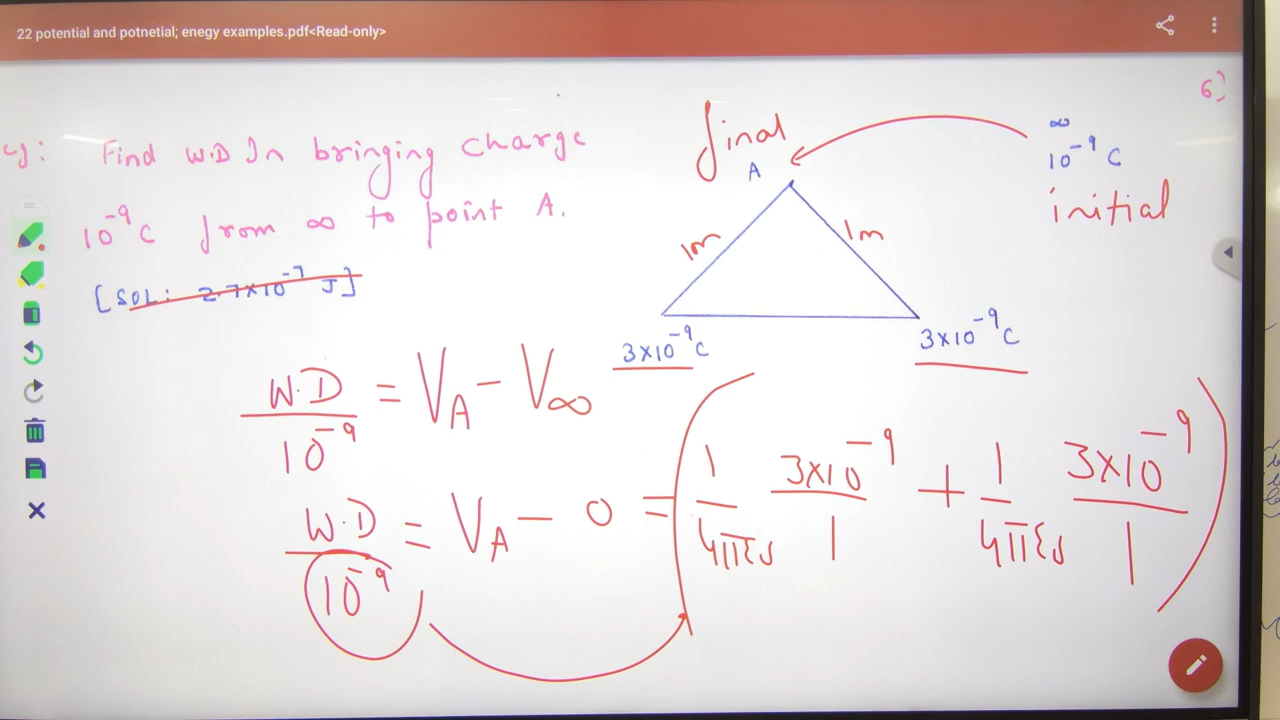 22 potential and potnetial; enegy examples.pdf<Read-only>
6)
eg: Find W.D In bringing charge
10⁻⁹C from ∞ to point A.
[SOL: 2.7×10⁻⁷ J]
final
A
∞
10⁻⁹ C
initial
1m
1m
3×10⁻⁹C
3×10⁻⁹C
W.D/10⁻⁹ = V_A − V_∞
W.D/10⁻⁹ = V_A − 0 = (1/4πε₀ 3×10⁻⁹/1 + 1/4πε₀ 3×10⁻⁹/1)